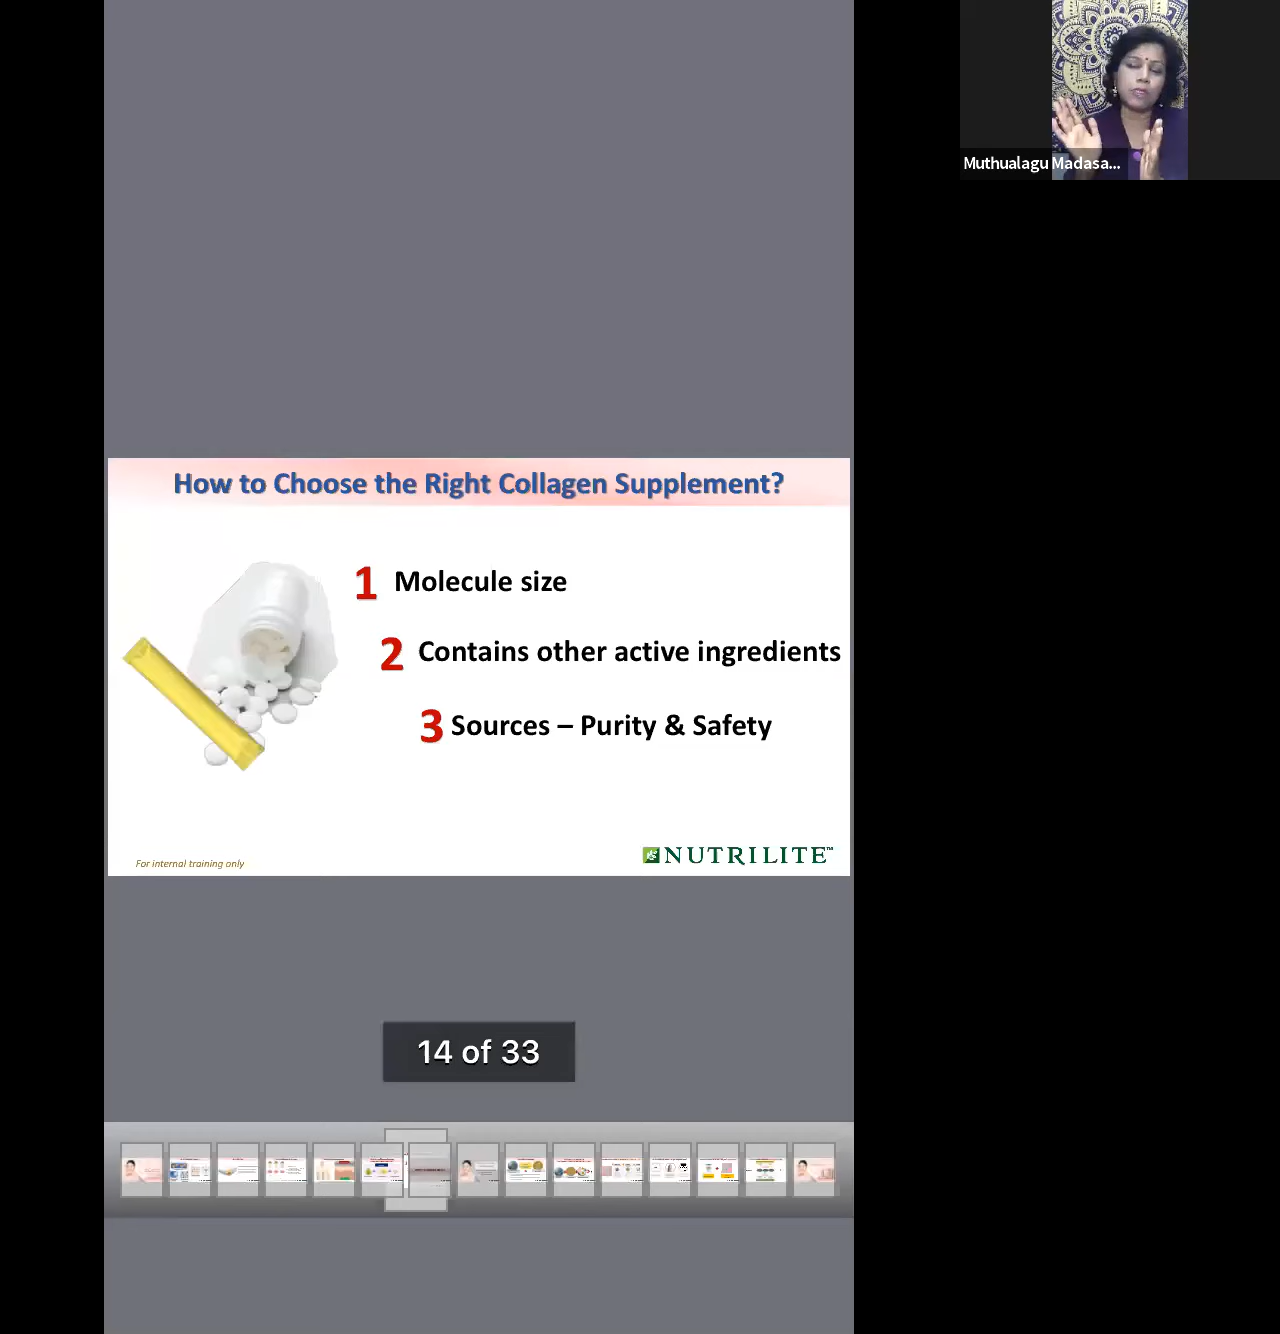 Muthualagu Madasa...
How to Choose the Right Collagen Supplement?
1 Molecule size
2 Contains other active ingredients
3 Sources – Purity & Safety
For internal training only
NUTRILITE™
14 of 33